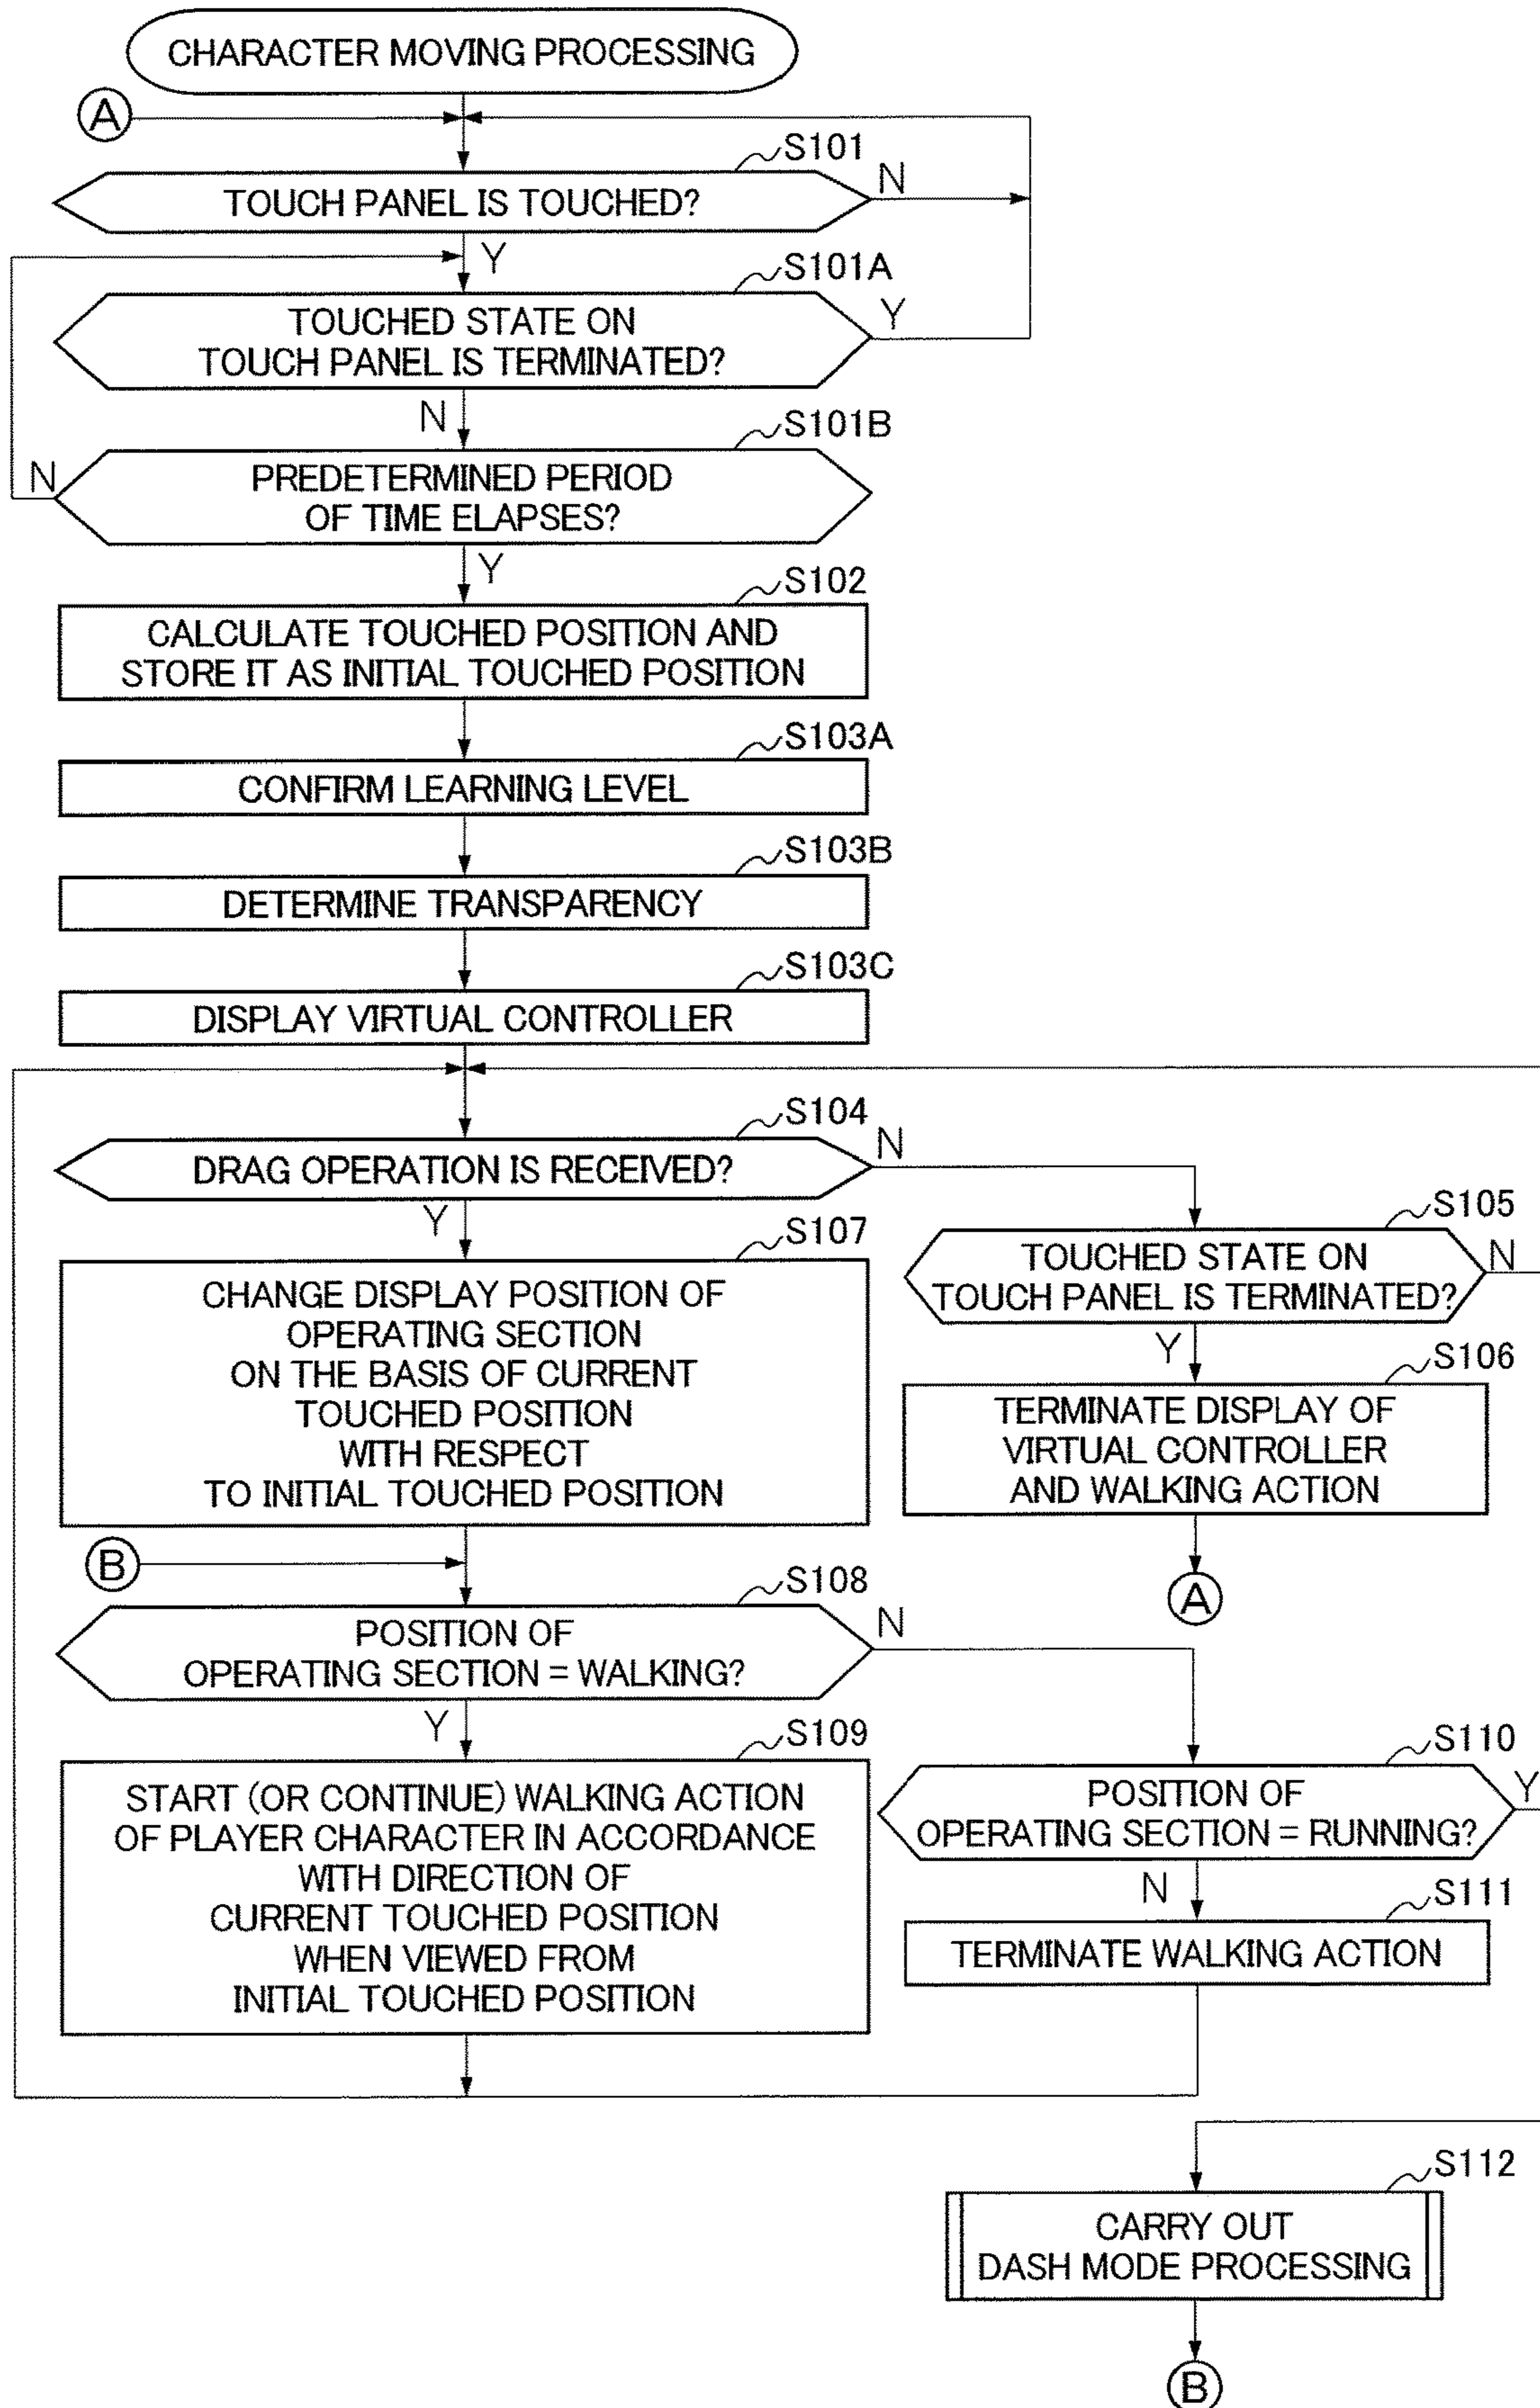 CHARACTER MOVING PROCESSING
A
S101
TOUCH PANEL IS TOUCHED?
N
Y
S101A
TOUCHED STATE ON
TOUCH PANEL IS TERMINATED?
Y
N
S101B
PREDETERMINED PERIOD
OF TIME ELAPSES?
N
Y
S102
CALCULATE TOUCHED POSITION AND
STORE IT AS INITIAL TOUCHED POSITION
S103A
CONFIRM LEARNING LEVEL
S103B
DETERMINE TRANSPARENCY
S103C
DISPLAY VIRTUAL CONTROLLER
S104
DRAG OPERATION IS RECEIVED?
N
Y
S105
TOUCHED STATE ON
TOUCH PANEL IS TERMINATED?
N
Y
S106
TERMINATE DISPLAY OF
VIRTUAL CONTROLLER
AND WALKING ACTION
A
S107
CHANGE DISPLAY POSITION OF
OPERATING SECTION
ON THE BASIS OF CURRENT
TOUCHED POSITION
WITH RESPECT
TO INITIAL TOUCHED POSITION
B
S108
POSITION OF
OPERATING SECTION = WALKING?
N
Y
S109
START (OR CONTINUE) WALKING ACTION
OF PLAYER CHARACTER IN ACCORDANCE
WITH DIRECTION OF
CURRENT TOUCHED POSITION
WHEN VIEWED FROM
INITIAL TOUCHED POSITION
S110
POSITION OF
OPERATING SECTION = RUNNING?
Y
N
S111
TERMINATE WALKING ACTION
S112
CARRY OUT
DASH MODE PROCESSING
B